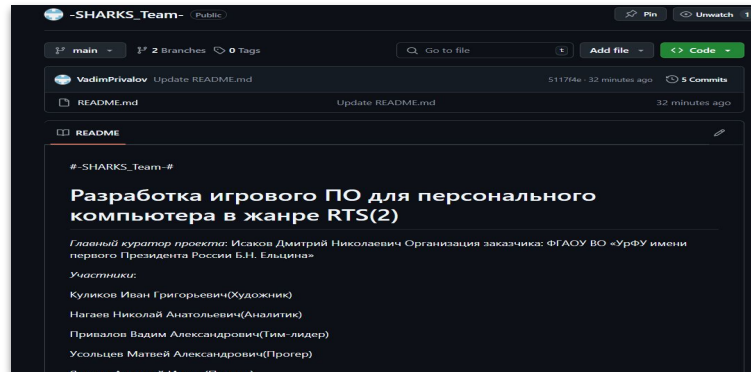 -SHARKS_Team- Public
Pin Unwatch 1
main 2 Branches 0 Tags Go to file t Add file Code
VadimPrivalov Update README.md 5117f4e · 32 minutes ago 5 Commits
README.md Update README.md 32 minutes ago
README
#-SHARKS_Team-#
Разработка игрового ПО для персонального
компьютера в жанре RTS(2)
Главный куратор проекта: Исаков Дмитрий Николаевич Организация заказчика: ФГАОУ ВО «УрФУ имени
первого Президента России Б.Н. Ельцина»
Участники:
Куликов Иван Григорьевич(Художник)
Нагаев Николай Анатольевич(Аналитик)
Привалов Вадим Александрович(Тим-лидер)
Усольцев Матвей Александрович(Прогер)